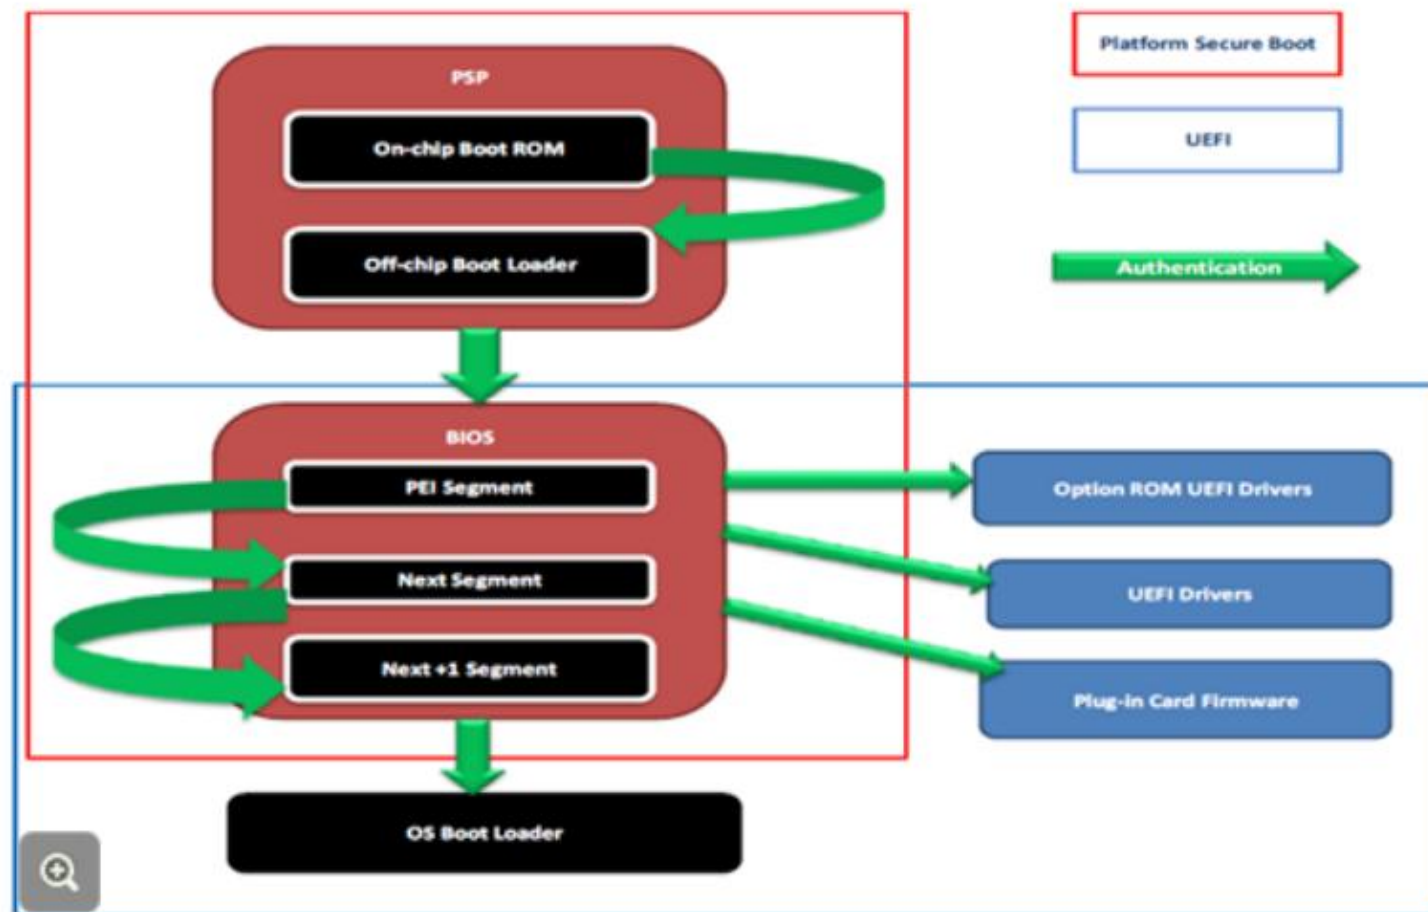 Platform Secure Boot
PSP
On-chip Boot ROM
UEFI
Off-chip Boot Loader
Authentication
BIOS
PEI Segment
Option ROM UEFI Drivers
Next Segment
UEFI Drivers
Next +1 Segment
Plug-in Card Firmware
OS Boot Loader